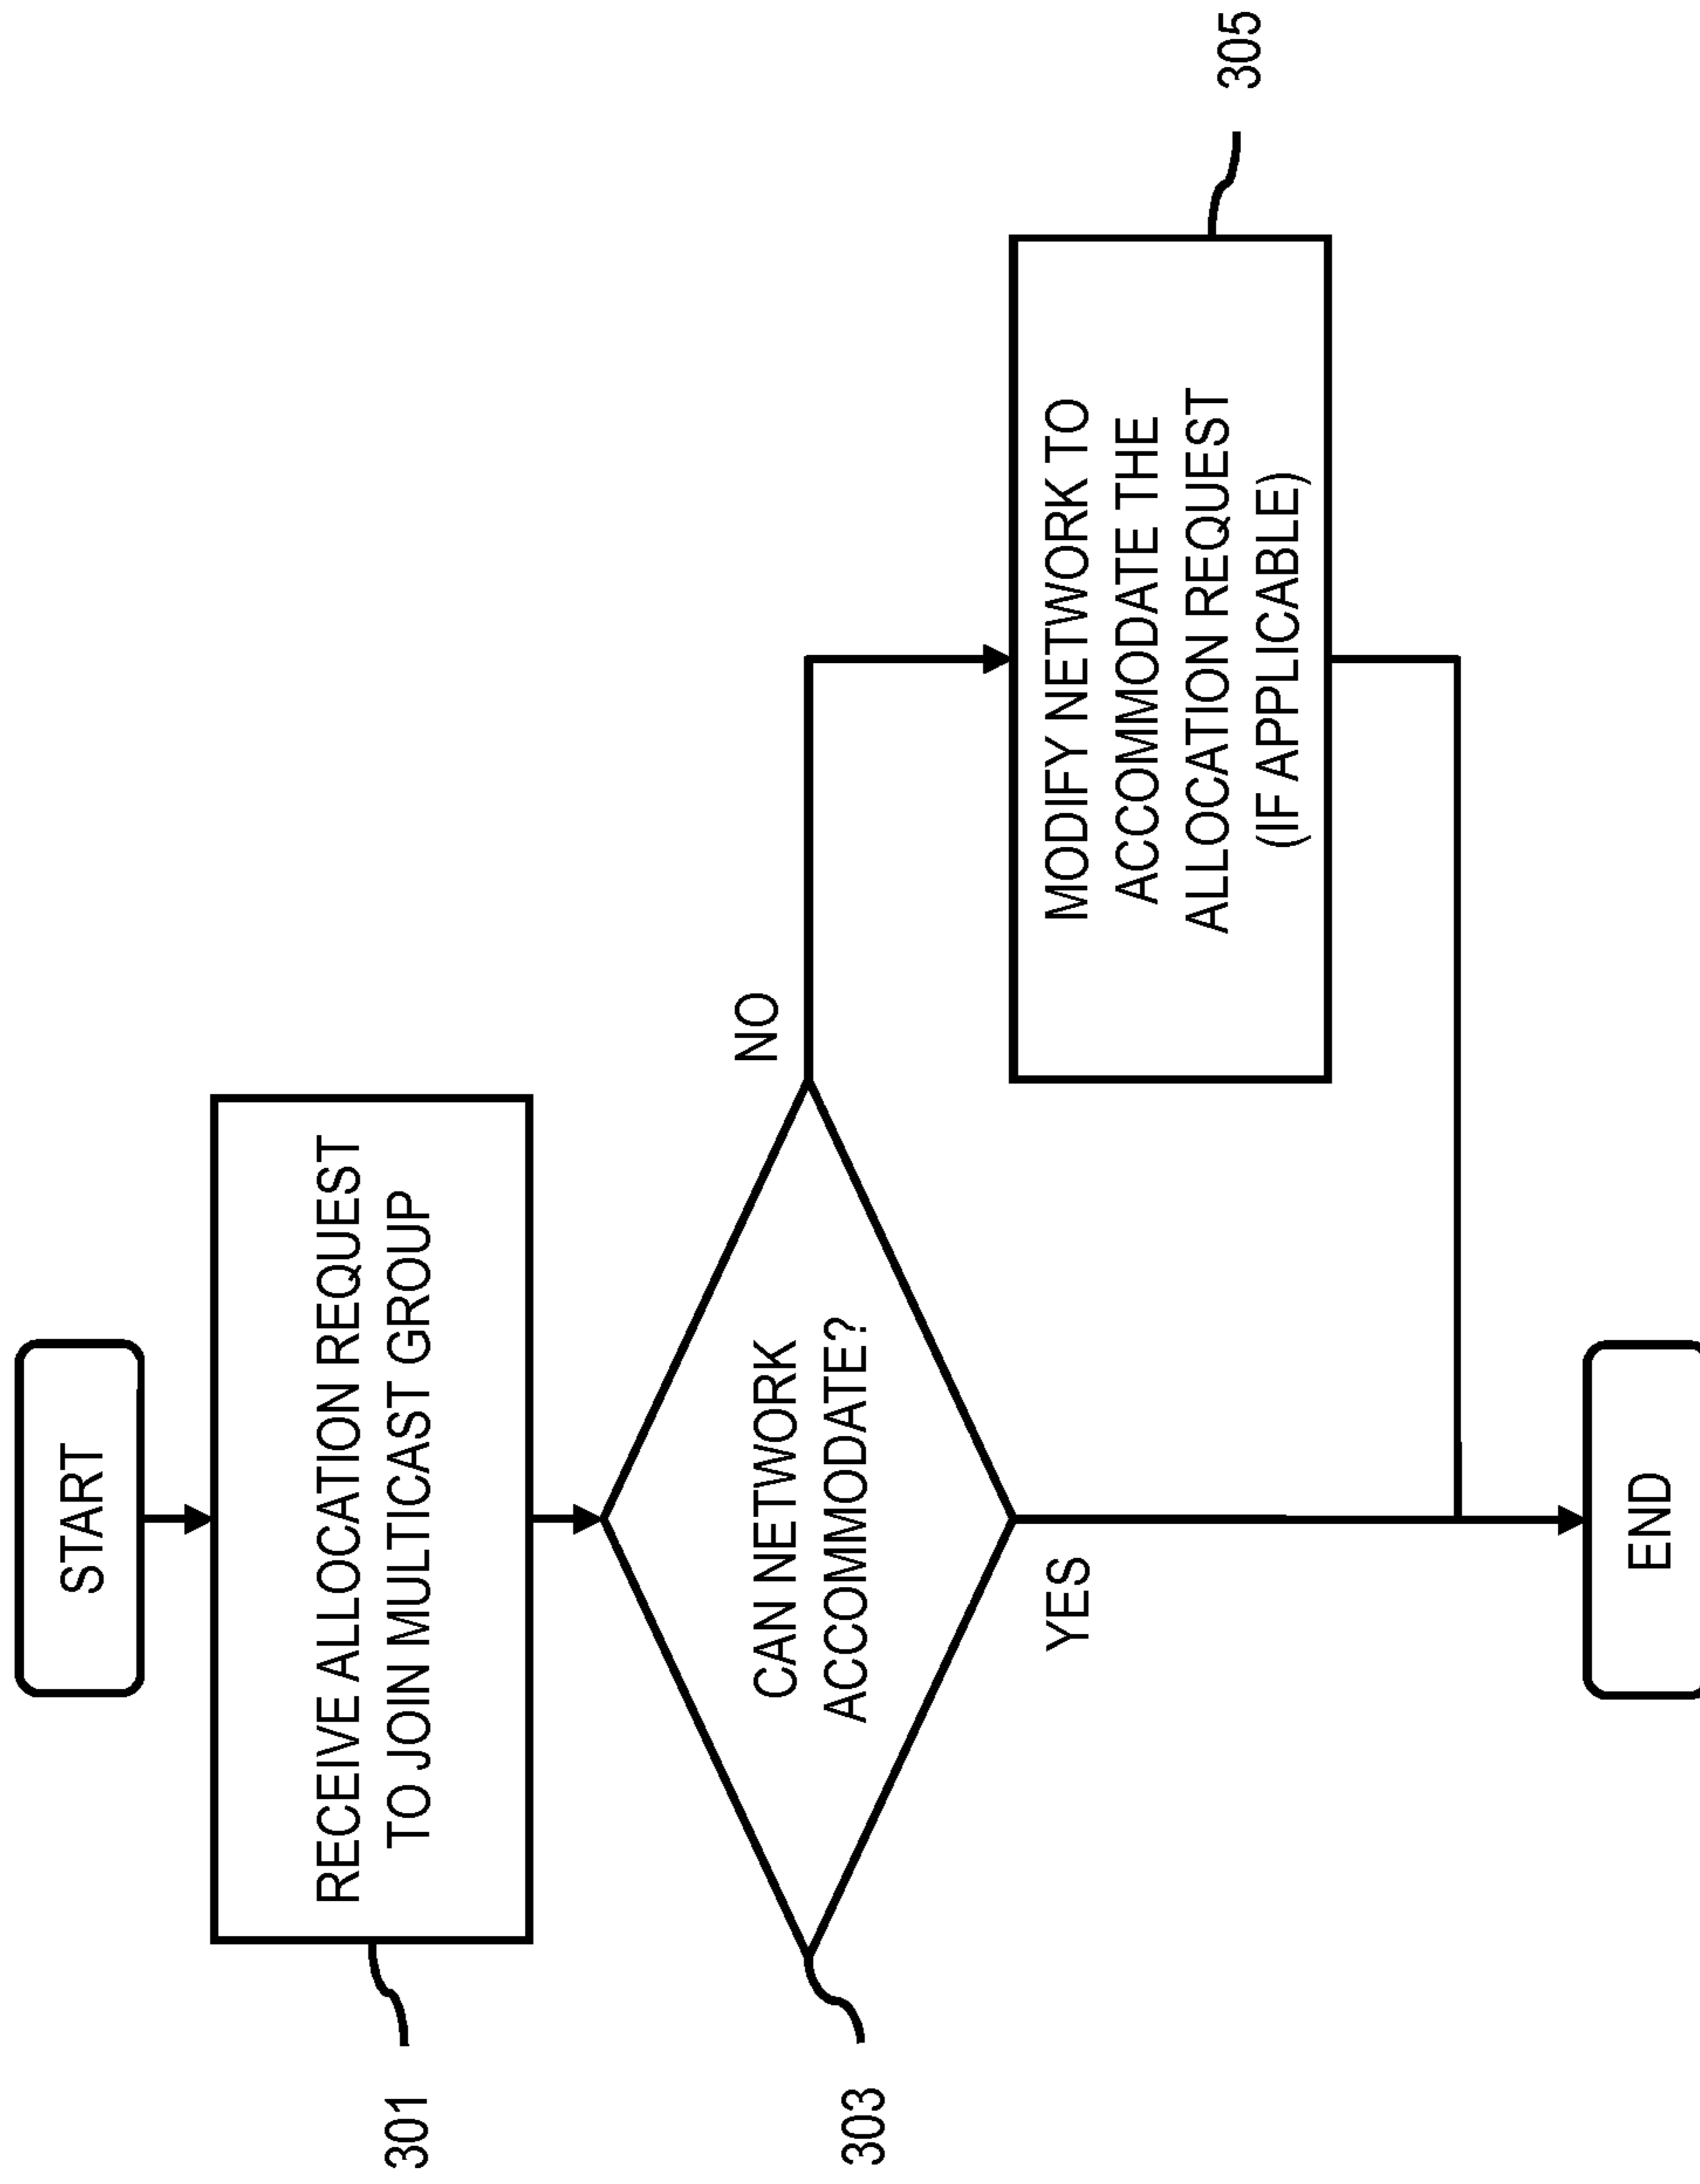 START
RECEIVE ALLOCATION REQUEST
TO JOIN MULTICAST GROUP
301
CAN NETWORK
ACCOMMODATE?
303
NO
YES
MODIFY NETWORK TO
ACCOMMODATE THE
ALLOCATION REQUEST
(IF APPLICABLE)
305
END